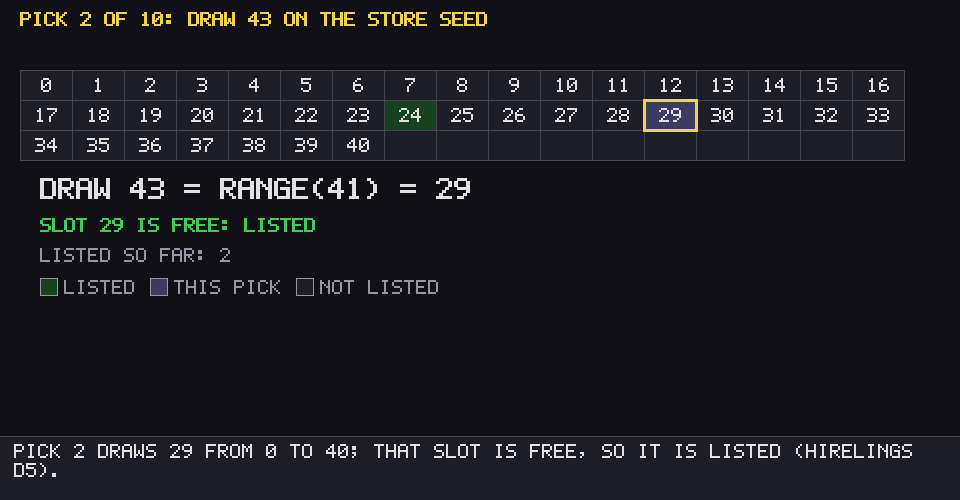 PICK 2 OF 10: DRAW 43 ON THE STORE SEED
0 1 2 3 4 5 6 7 8 9 10 11 12 13 14 15 16
17 18 19 20 21 22 23 24 25 26 27 28 29 30 31 32 33
34 35 36 37 38 39 40
DRAW 43 = RANGE(41) = 29
SLOT 29 IS FREE: LISTED
LISTED SO FAR: 2
LISTED THIS PICK NOT LISTED
PICK 2 DRAWS 29 FROM 0 TO 40; THAT SLOT IS FREE, SO IT IS LISTED (HIRELINGS
D5).